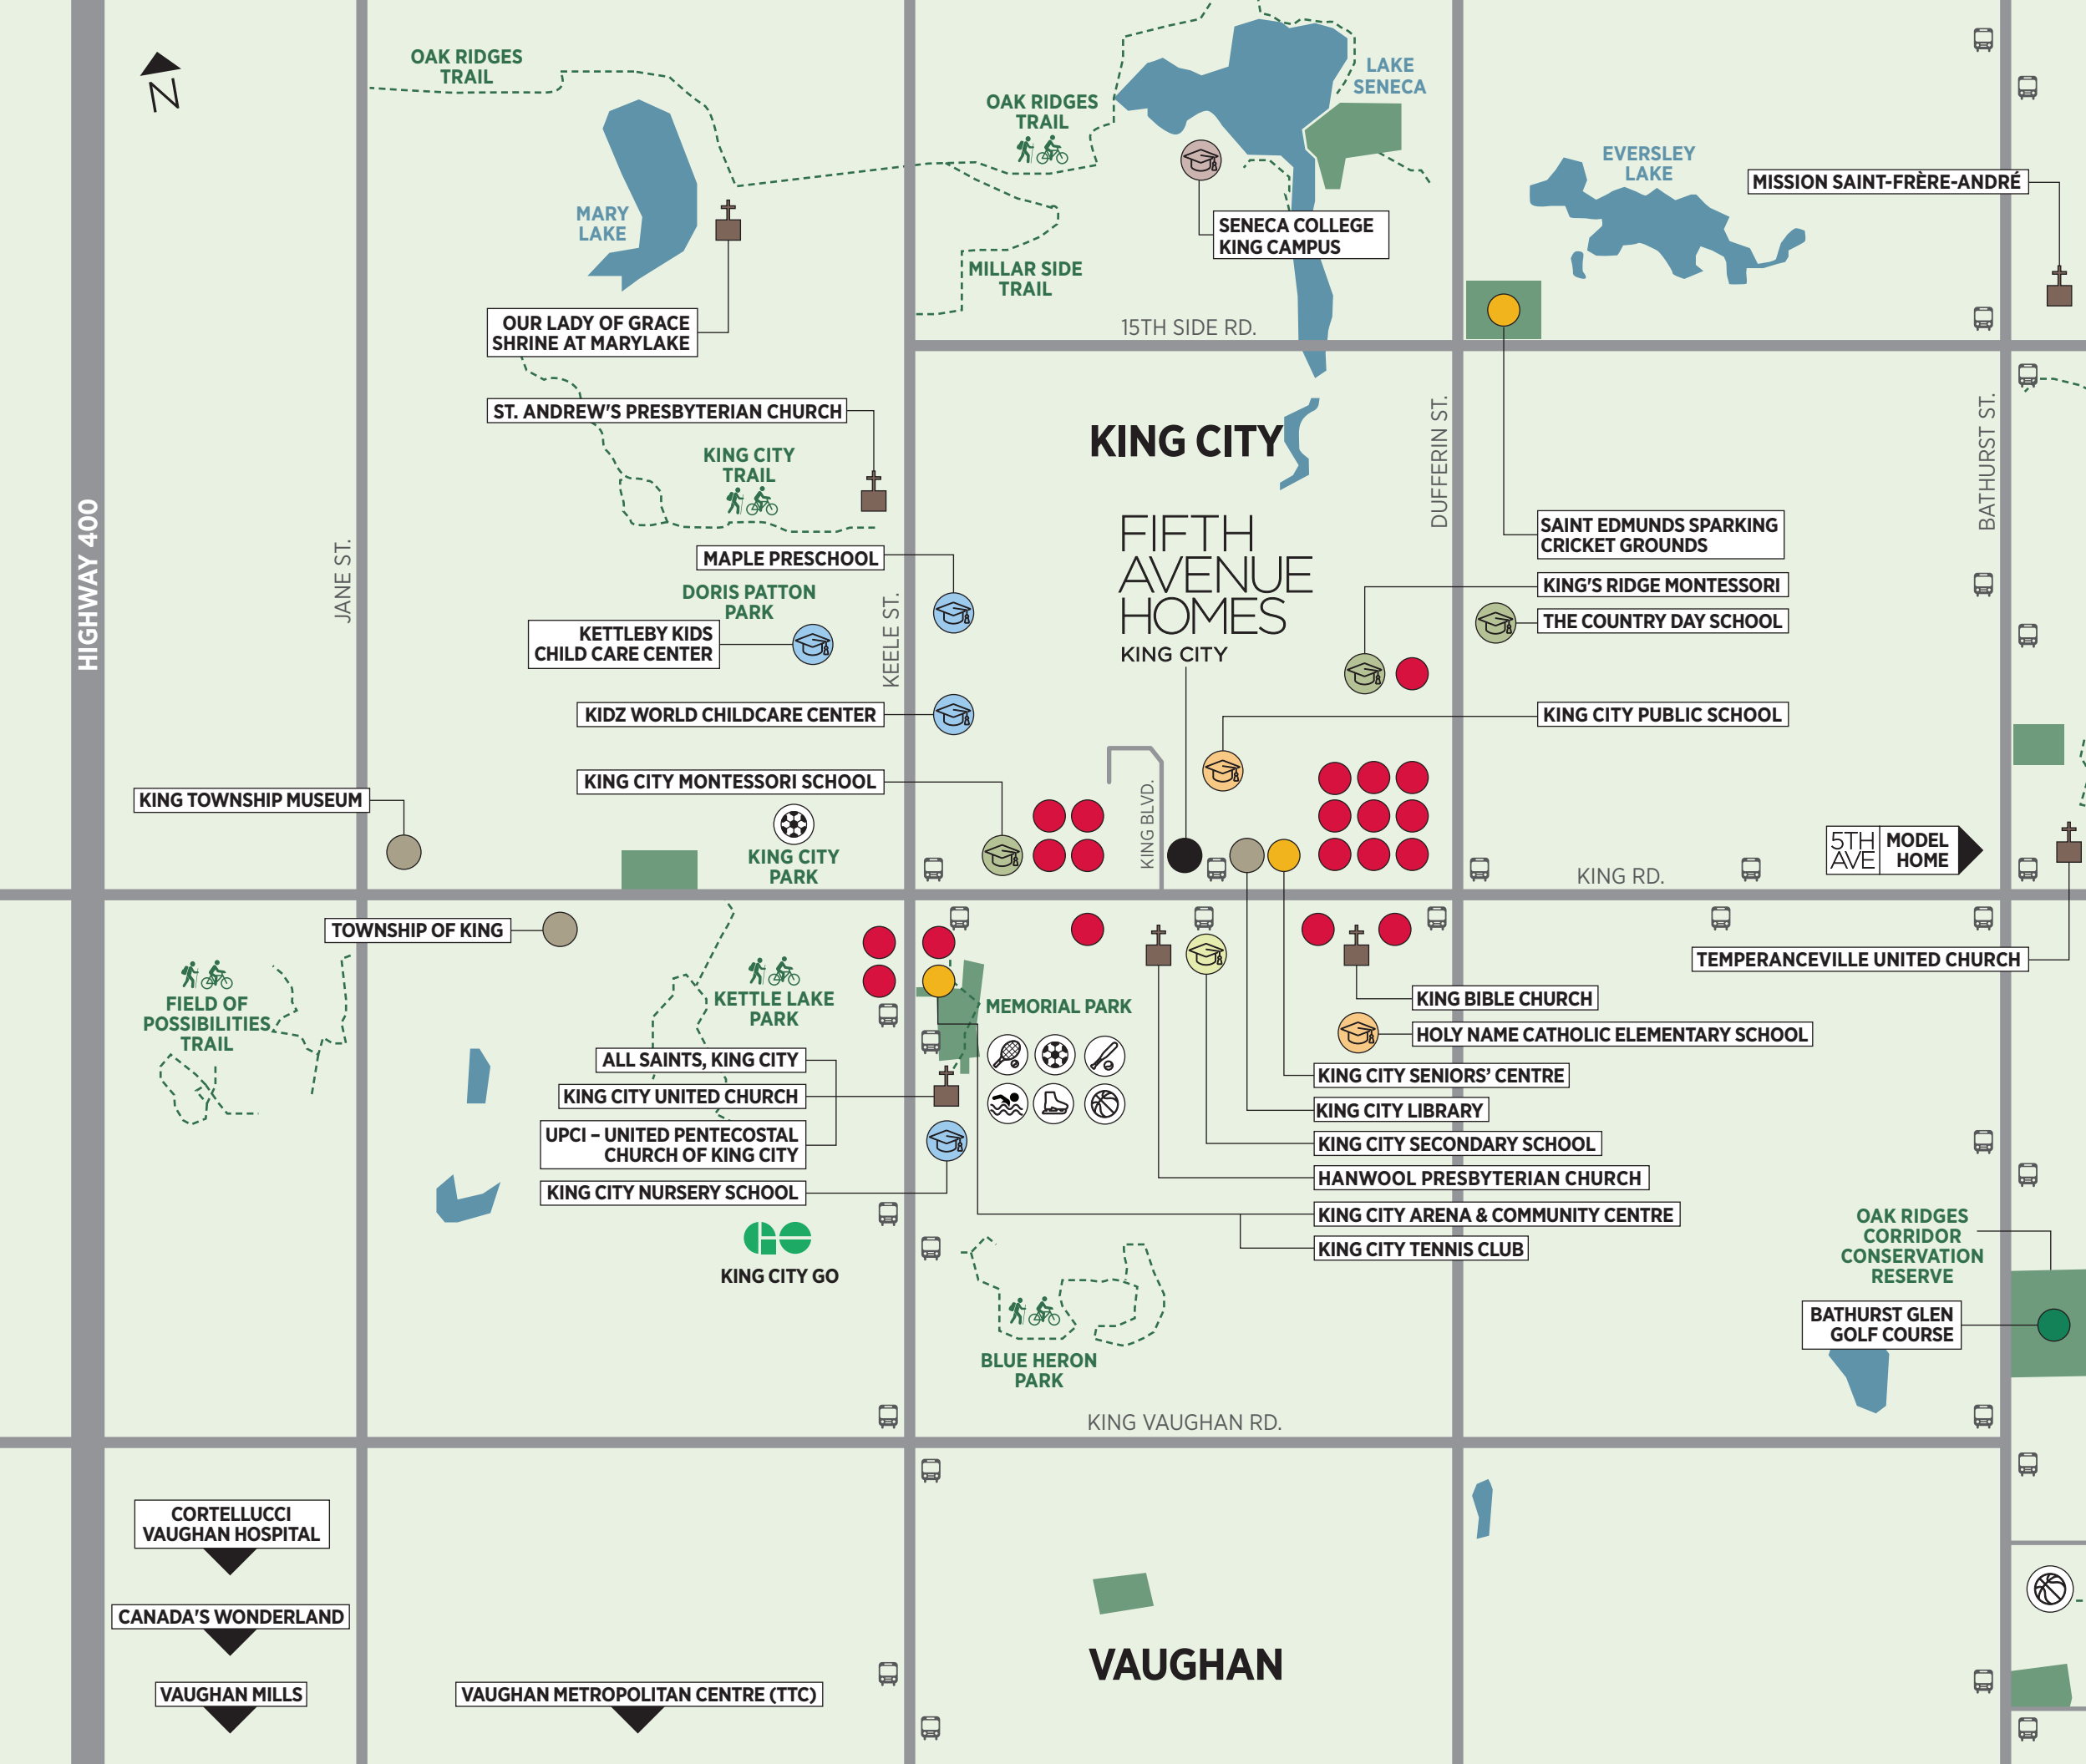 OAK RIDGES
TRAIL
N
OAK RIDGES
TRAIL
LAKE
SENECA
EVERSLEY
LAKE
MISSION SAINT-FRÈRE-ANDRÉ
MARY
LAKE
SENECA COLLEGE
KING CAMPUS
MILLAR SIDE
TRAIL
OUR LADY OF GRACE
SHRINE AT MARYLAKE
15TH SIDE RD.
ST. ANDREW'S PRESBYTERIAN CHURCH
KING CITY
DUFFERIN ST.
BATHURST ST.
KING CITY
TRAIL
HIGHWAY 400
JANE ST.
KEELE ST.
FIFTH
AVENUE
HOMES
KING CITY
SAINT EDMUNDS SPARKING
CRICKET GROUNDS
MAPLE PRESCHOOL
DORIS PATTON
PARK
KING'S RIDGE MONTESSORI
THE COUNTRY DAY SCHOOL
KETTLEBY KIDS
CHILD CARE CENTER
KIDZ WORLD CHILDCARE CENTER
KING CITY PUBLIC SCHOOL
KING CITY MONTESSORI SCHOOL
KING TOWNSHIP MUSEUM
KING BLVD.
KING CITY
PARK
5TH
AVE
MODEL
HOME
KING RD.
TOWNSHIP OF KING
TEMPERANCEVILLE UNITED CHURCH
FIELD OF
POSSIBILITIES
TRAIL
KETTLE LAKE
PARK
MEMORIAL PARK
KING BIBLE CHURCH
HOLY NAME CATHOLIC ELEMENTARY SCHOOL
ALL SAINTS, KING CITY
KING CITY UNITED CHURCH
UPCI – UNITED PENTECOSTAL
CHURCH OF KING CITY
KING CITY NURSERY SCHOOL
KING CITY SENIORS' CENTRE
KING CITY LIBRARY
KING CITY SECONDARY SCHOOL
HANWOOL PRESBYTERIAN CHURCH
KING CITY ARENA & COMMUNITY CENTRE
KING CITY TENNIS CLUB
GO
KING CITY GO
OAK RIDGES
CORRIDOR
CONSERVATION
RESERVE
BATHURST GLEN
GOLF COURSE
BLUE HERON
PARK
KING VAUGHAN RD.
CORTELLUCCI
VAUGHAN HOSPITAL
CANADA'S WONDERLAND
VAUGHAN MILLS
VAUGHAN METROPOLITAN CENTRE (TTC)
VAUGHAN